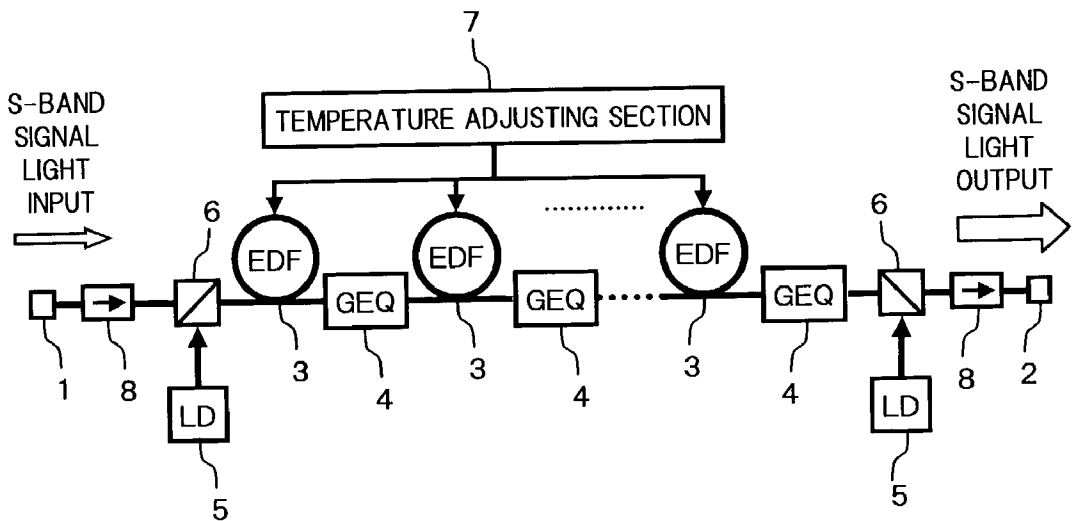 7
S-BAND
SIGNAL
LIGHT
INPUT
TEMPERATURE ADJUSTING SECTION
S-BAND
SIGNAL
LIGHT
OUTPUT
6
EDF
EDF
EDF
6
GEQ
GEQ
GEQ
1
8
3
4
3
4
3
4
8
2
LD
LD
5
5